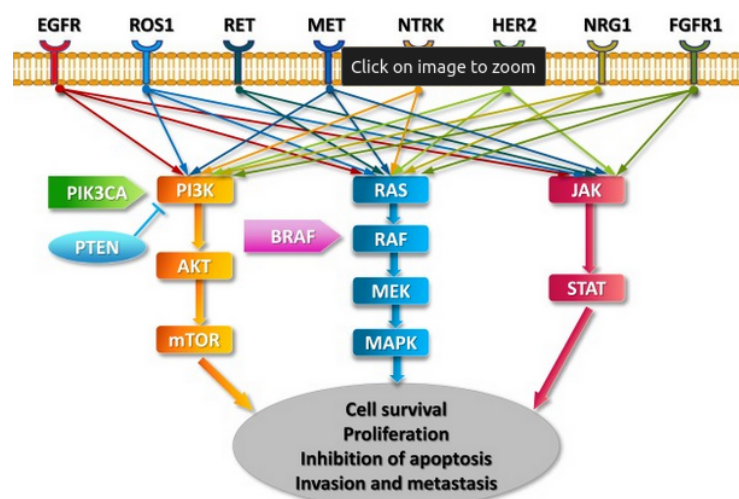 EGFR ROS1 RET MET NTRK HER2 NRG1 FGFR1
Click on image to zoom
PIK3CA PI3K RAS JAK
PTEN BRAF RAF
AKT MEK STAT
mTOR MAPK
Cell survival
Proliferation
Inhibition of apoptosis
Invasion and metastasis